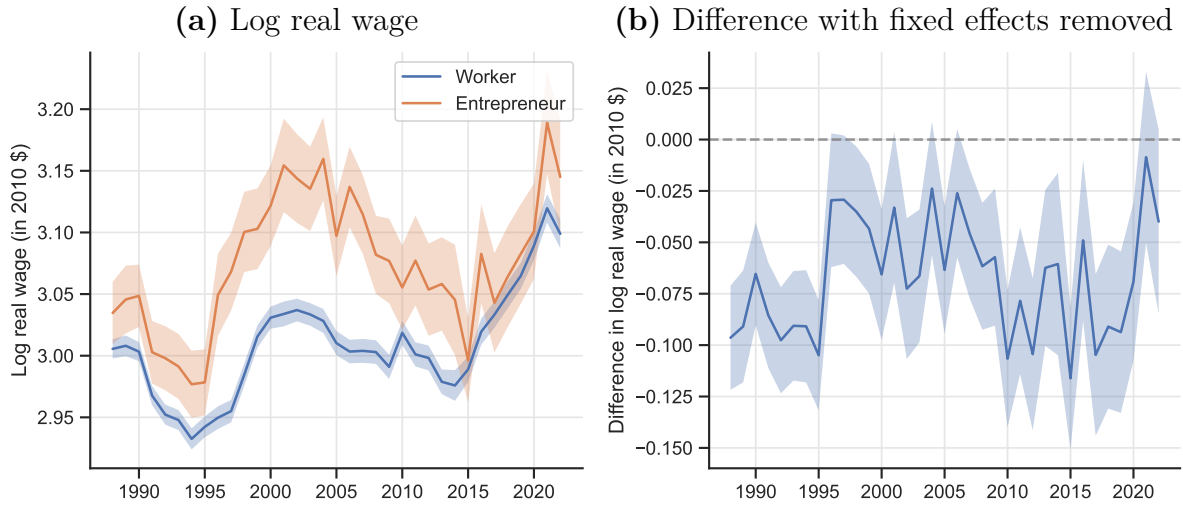 (a) Log real wage
Log real wage (in 2010 $)
3.20
3.15
3.10
3.05
3.00
2.95
Worker
Entrepreneur
1990 1995 2000 2005 2010 2015 2020
(b) Difference with fixed effects removed
Difference in log real wage (in 2010 $)
0.025
0.000
−0.025
−0.050
−0.075
−0.100
−0.125
−0.150
1990 1995 2000 2005 2010 2015 2020